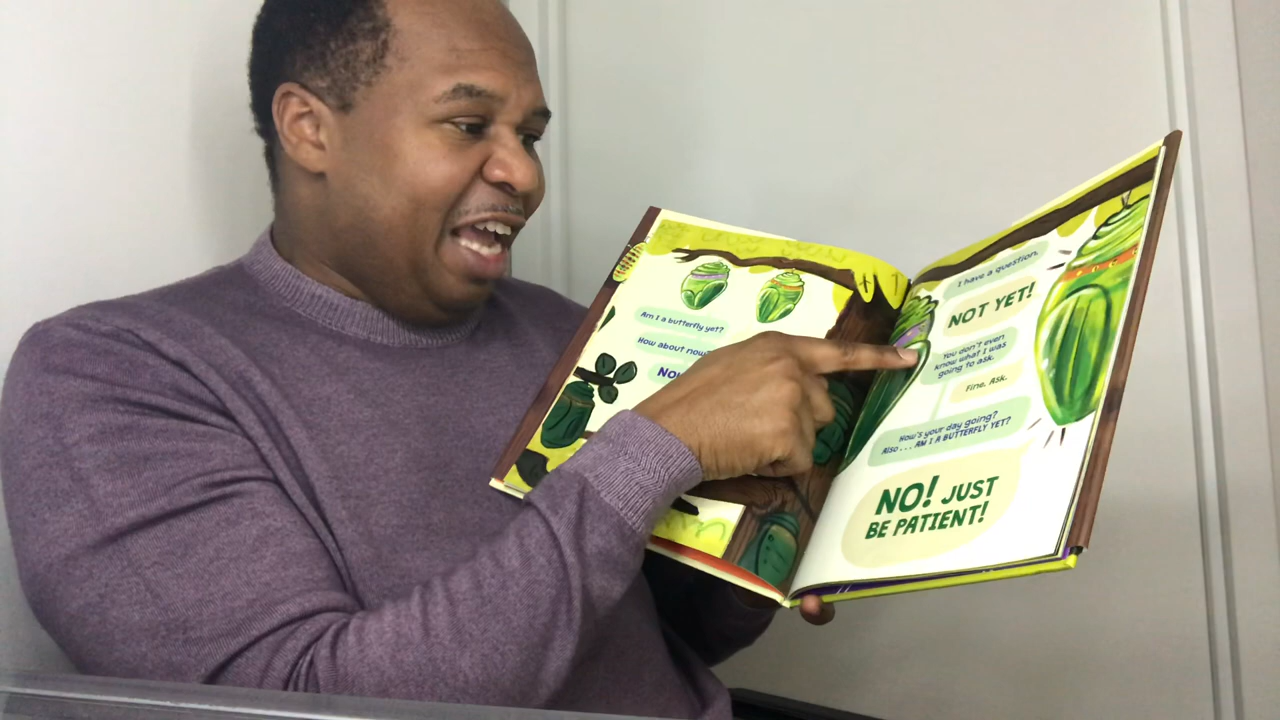 Am I a butterfly yet?
How about now?
I have a question.
NOT YET!
You don't even
know what I was
going to ask.
Fine. Ask.
How's your day going?
Also . . . AM I A BUTTERFLY YET?
NO! JUST
BE PATIENT!